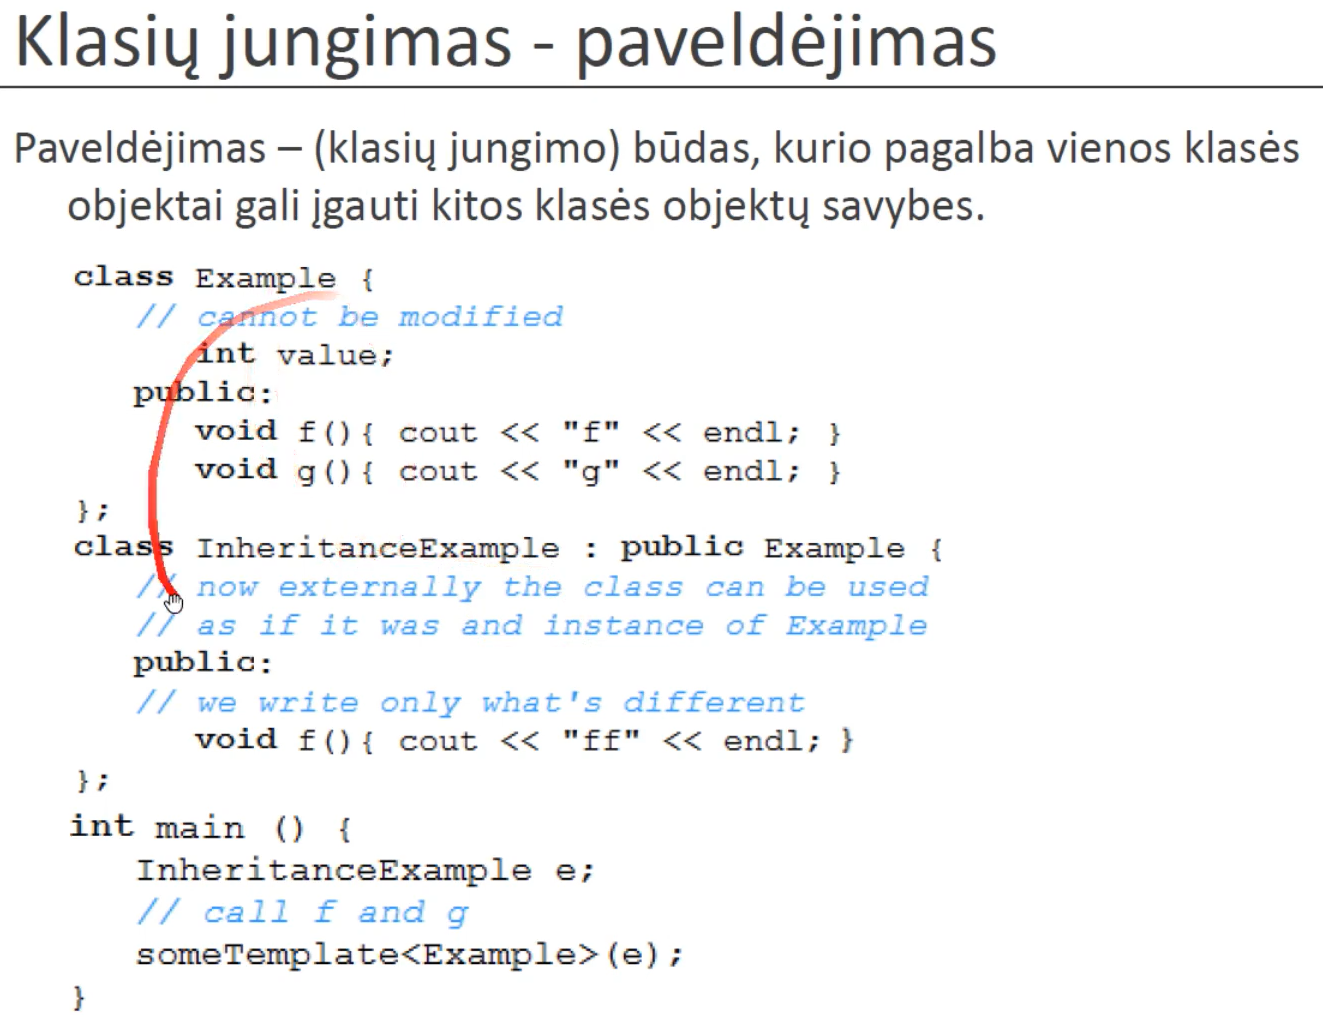 Klasių jungimas - paveldėjimas
Paveldėjimas – (klasių jungimo) būdas, kurio pagalba vienos klasės
objektai gali įgauti kitos klasės objektų savybes.
class Example {
// cannot be modified
int value;
public:
void f(){ cout << "f" << endl; }
void g(){ cout << "g" << endl; }
};
class InheritanceExample : public Example {
// now externally the class can be used
// as if it was and instance of Example
public:
// we write only what's different
void f(){ cout << "ff" << endl; }
};
int main () {
InheritanceExample e;
// call f and g
someTemplate<Example>(e);
}